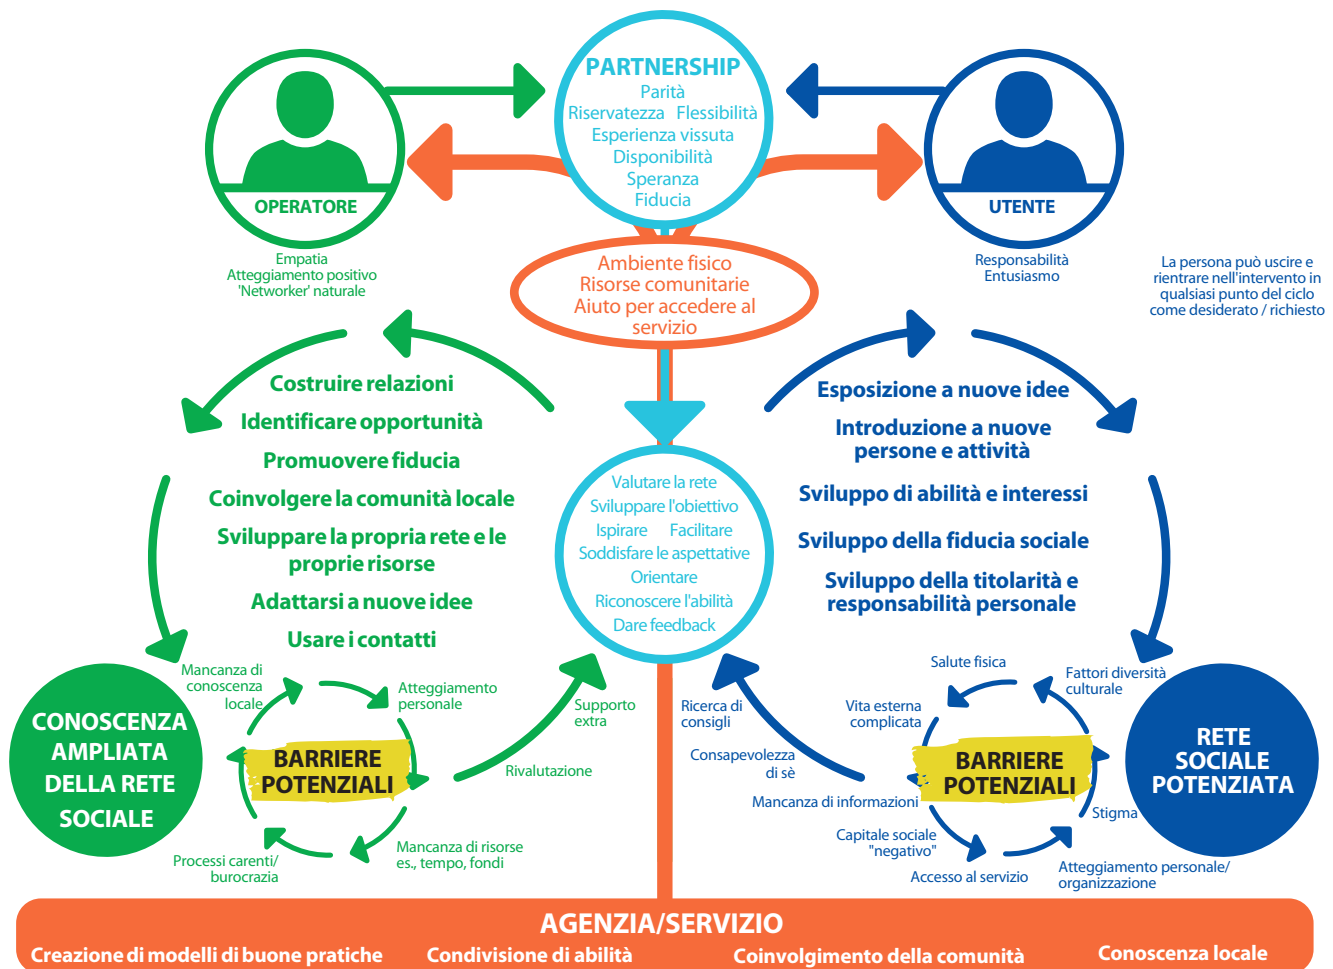 PARTNERSHIP
Parità
Riservatezza Flessibilità
Esperienza vissuta
Disponibilità
Speranza
Fiducia
OPERATORE
Empatia
Atteggiamento positivo
'Networker' naturale
UTENTE
Responsabilità
Entusiasmo
La persona può uscire e
rientrare nell'intervento in
qualsiasi punto del ciclo
come desiderato / richiesto
Ambiente fisico
Risorse comunitarie
Aiuto per accedere al
servizio
Costruire relazioni
Identificare opportunità
Promuovere fiducia
Coinvolgere la comunità locale
Sviluppare la propria rete e le
proprie risorse
Adattarsi a nuove idee
Usare i contatti
Valutare la rete
Sviluppare l'obiettivo
Ispirare Facilitare
Soddisfare le aspettative
Orientare
Riconoscere l'abilità
Dare feedback
Esposizione a nuove idee
Introduzione a nuove
persone e attività
Sviluppo di abilità e interessi
Sviluppo della fiducia sociale
Sviluppo della titolarità e
responsabilità personale
CONOSCENZA
AMPLIATA
DELLA RETE
SOCIALE
Mancanza di
conoscenza
locale
Atteggiamento
personale
BARRIERE
POTENZIALI
Mancanza di risorse
es., tempo, fondi
Processi carenti/
burocrazia
Supporto
extra
Rivalutazione
Ricerca di
consigli
Consapevolezza
di sè
Salute fisica
Fattori diversità
culturale
Vita esterna
complicata
BARRIERE
POTENZIALI
Mancanza di informazioni
Capitale sociale
"negativo"
Accesso al servizio
Stigma
Atteggiamento personale/
organizzazione
RETE
SOCIALE
POTENZIATA
AGENZIA/SERVIZIO
Creazione di modelli di buone pratiche Condivisione di abilità Coinvolgimento della comunità Conoscenza locale